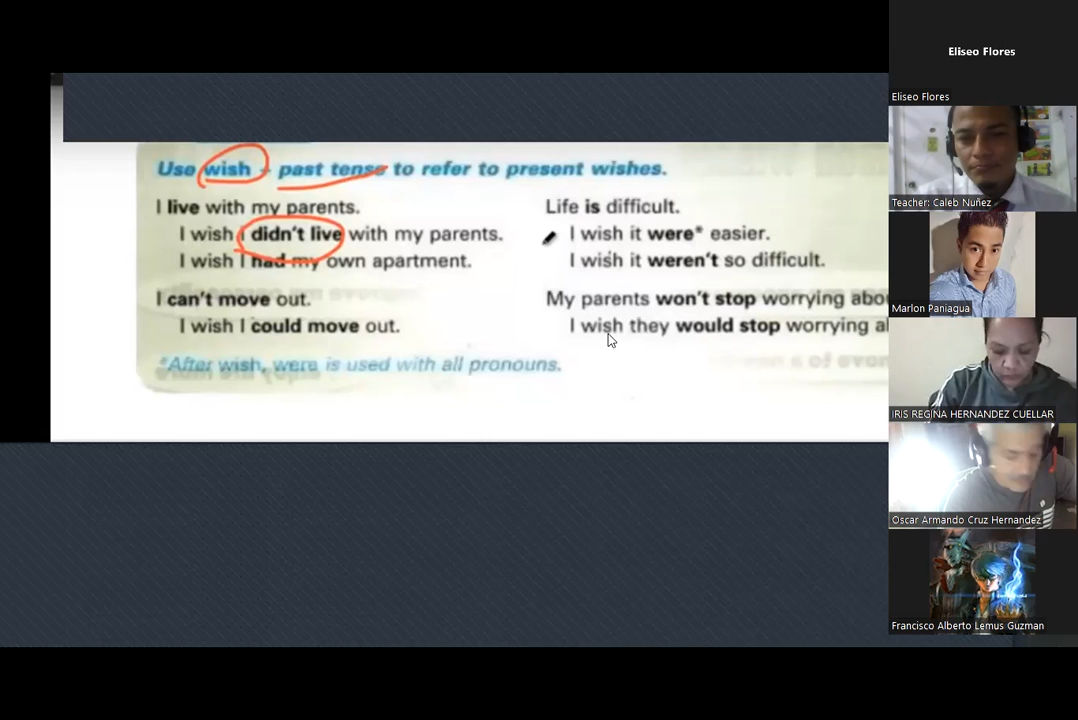 Use wish + past tense to refer to present wishes.
I live with my parents.
I wish I didn't live with my parents.
I wish I had my own apartment.
I can't move out.
I wish I could move out.
Life is difficult.
I wish it were* easier.
I wish it weren't so difficult.
My parents won't stop worrying
I wish they would stop worrying
*After wish, were is used with all pronouns.
Eliseo Flores
Eliseo Flores
Teacher: Caleb Nuñez
Marlon Paniagua
IRIS REGINA HERNANDEZ CUELLAR
Oscar Armando Cruz Hernandez
Francisco Alberto Lemus Guzman